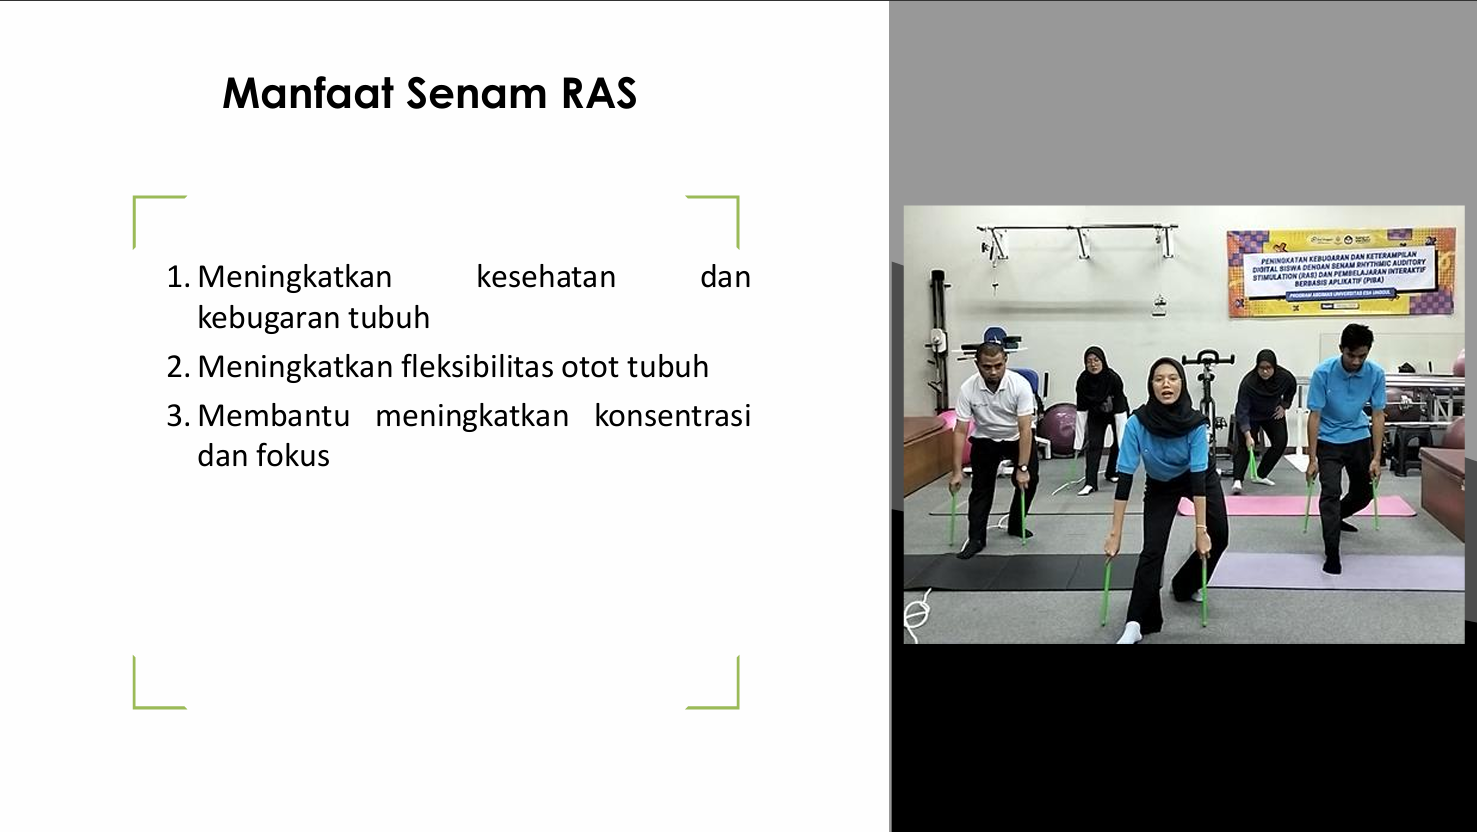 Manfaat Senam RAS
1. Meningkatkan kesehatan dan
kebugaran tubuh
2. Meningkatkan fleksibilitas otot tubuh
3. Membantu meningkatkan konsentrasi
dan fokus
PENINGKATAN KEBUGARAN DAN KETERAMPILAN
DIGITAL SISWA DENGAN SENAM RHYTHMIC AUDITORY
STIMULATION (RAS) DAN PEMBELAJARAN INTERAKTIF
BERBASIS APLIKATIF (PIBA)
PROGRAM ABDIMAS UNIVERSITAS ESA UNGGUL